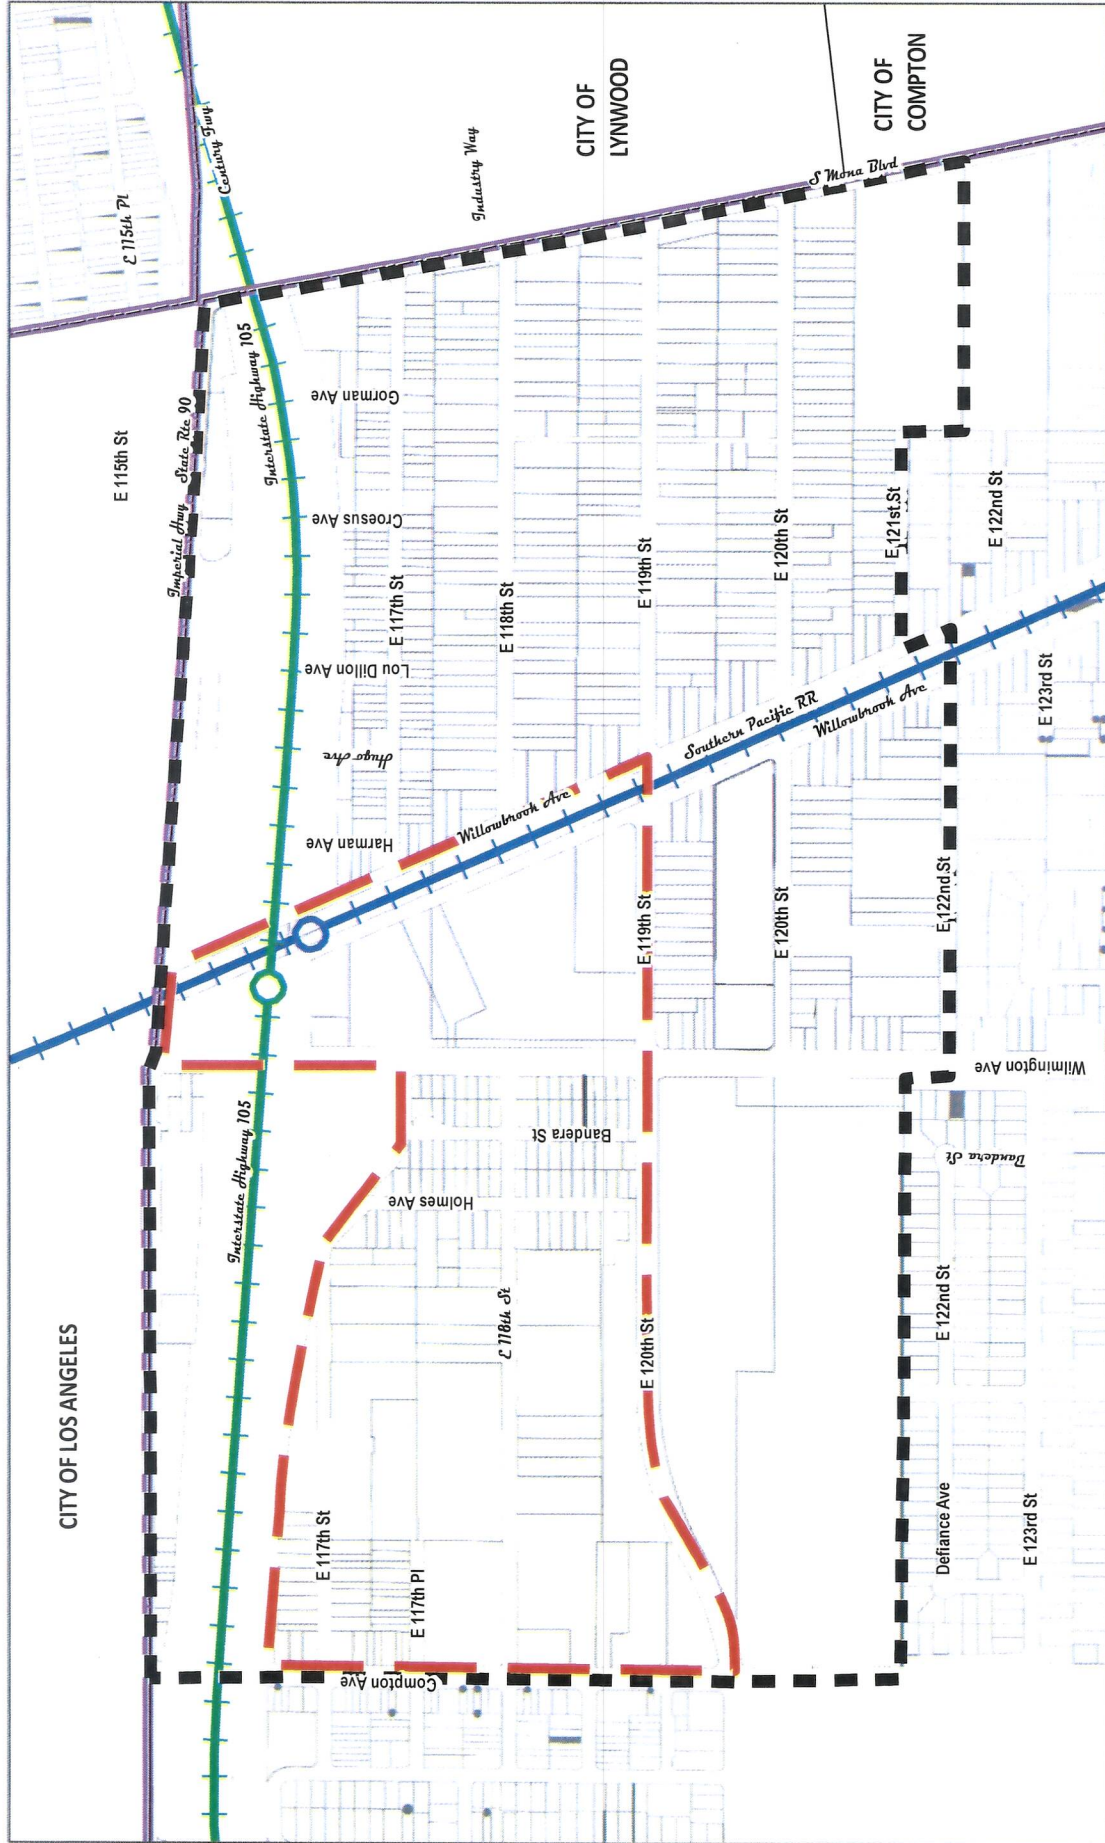 CITY OF LOS ANGELES
E 115th St
E 115th Pl
Imperial Hwy
State Rte 90
Century Fwy
Interstate Highway 105
Interstate Highway 105
CITY OF
LYNWOOD
CITY OF
COMPTON
Industry Way
S Mona Blvd
Gorman Ave
Croesus Ave
Lou Dillon Ave
Hugo Ave
Harman Ave
E 117th St
E 118th St
E 119th St
E 120th St
E 121st St
E 122nd St
E 123rd St
Willowbrook Ave
Southern Pacific RR
Willowbrook Ave
E 119th St
E 120th St
E 122nd St
Wilmington Ave
Bandera St
Holmes Ave
E 118th St
E 120th St
Bandera St
E 122nd St
E 117th St
E 117th Pl
Compton Ave
Defiance Ave
E 123rd St